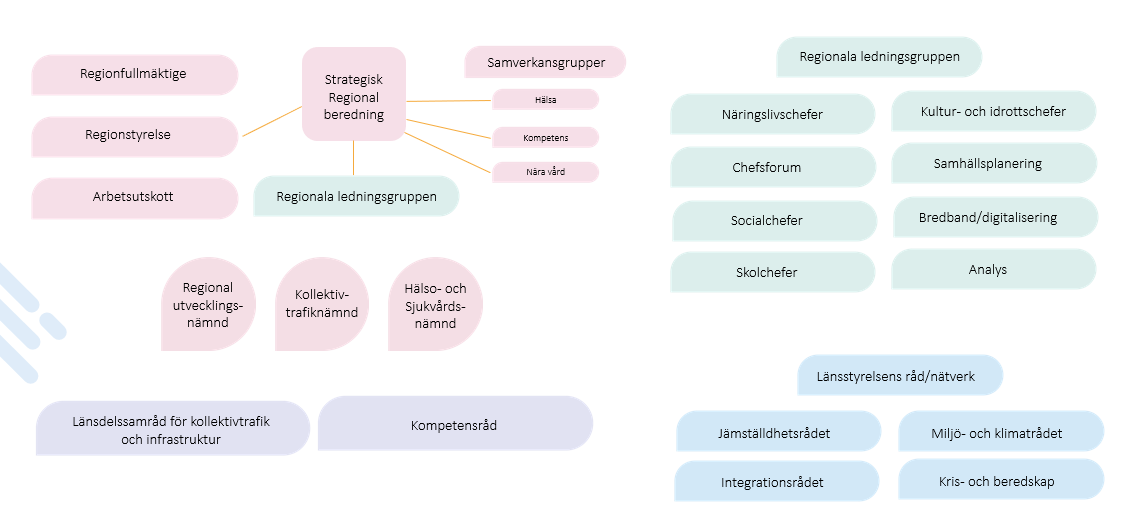 Regionfullmäktige
Regionstyrelse
Arbetsutskott
Strategisk
Regional
beredning
Regionala ledningsgruppen
Samverkansgrupper
Hälsa
Kompetens
Nära vård
Regional
utvecklings-
nämnd
Kollektiv-
trafiknämnd
Hälso- och
Sjukvårds-
nämnd
Länsdelssamråd för kollektivtrafik
och infrastruktur
Kompetensråd
Regionala ledningsgruppen
Näringslivschefer
Kultur- och idrottschefer
Chefsforum
Samhällsplanering
Socialchefer
Bredband/digitalisering
Skolchefer
Analys
Länsstyrelsens råd/nätverk
Jämställdhetsrådet
Miljö- och klimatrådet
Integrationsrådet
Kris- och beredskap